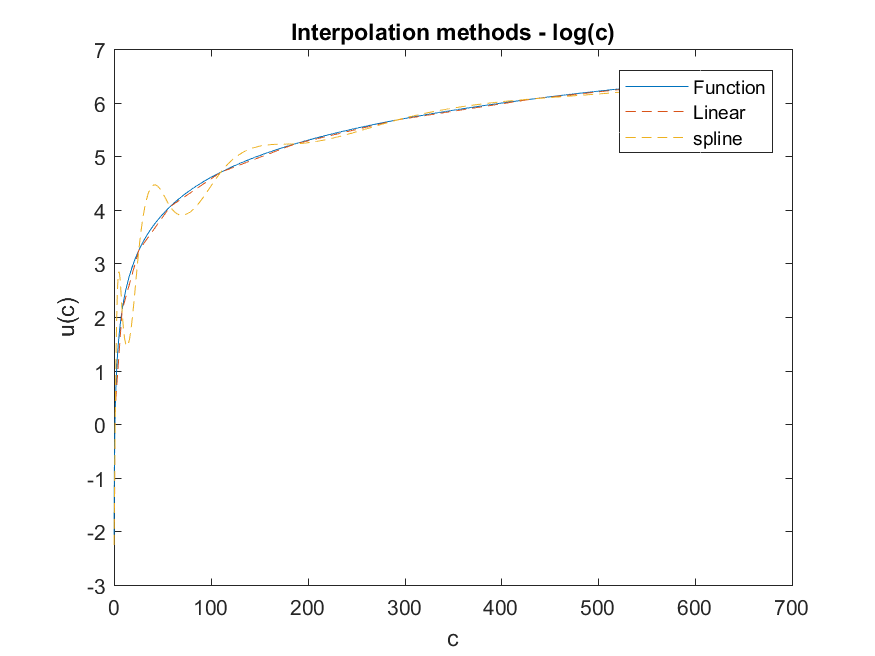 Interpolation methods - log(c)
7
6
5
4
3
2
1
0
-1
-2
-3
u(c)
Function
Linear
spline
0 100 200 300 400 500 600 700
c